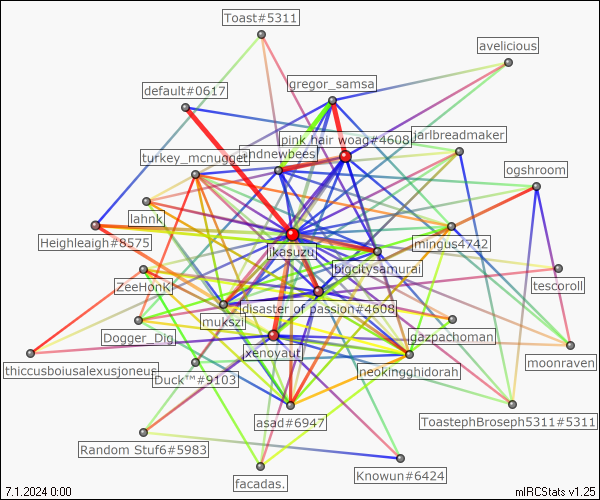 Toast#5311
avelicious
gregor_samsa
default#0617
pink hair woag#4608
jarlbreadmaker
turkey_mcnugget
ndnewbees
ogshroom
lahnk
Heighleaigh#8575
ikasuzu
mingus4742
bigcitysamurai
ZeeHonK
tescoroll
disaster of passion#4608
mukszi
Dogger_Dig
gazpachoman
xenoyaut
moonraven
thiccusboiusalexusjoneus
Duck™#9103
neokingghidorah
asad#6947
ToastephBroseph5311#5311
Random Stuf6#5983
Knowun#6424
facadas.
7.1.2024 0:00
mIRCStats v1.25